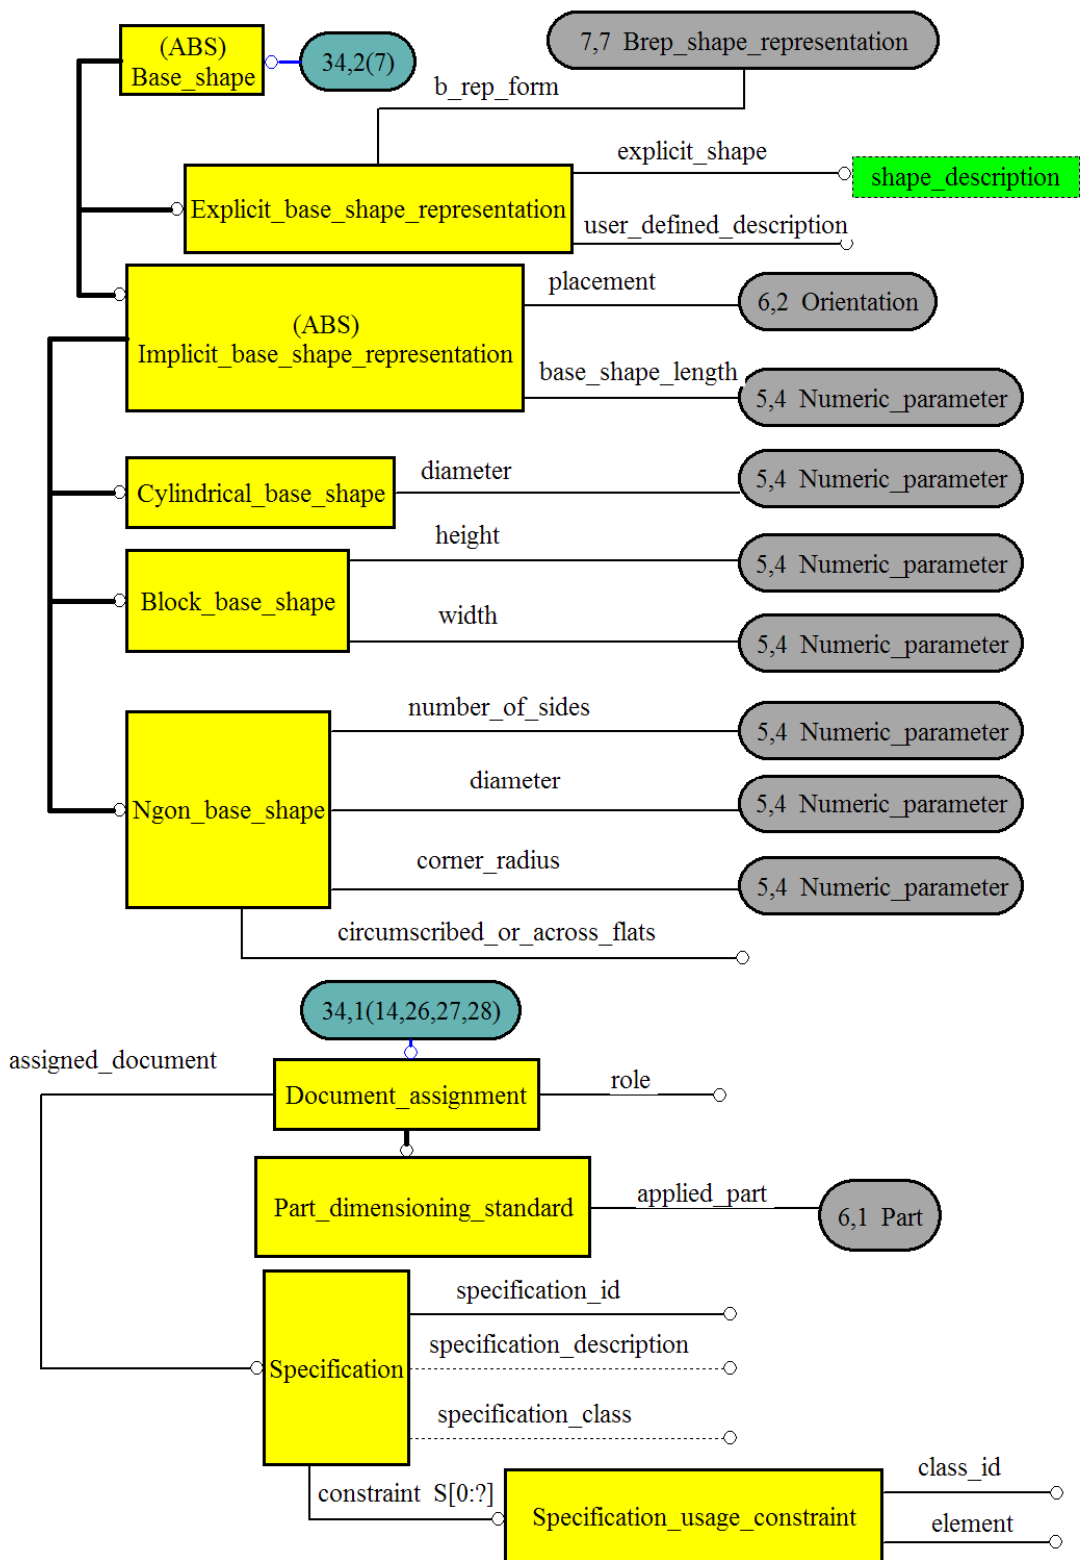 (ABS)
Base_shape
34,2(7)
7,7 Brep_shape_representation
b_rep_form
explicit_shape
shape_description
Explicit_base_shape_representation
user_defined_description
placement
6,2 Orientation
(ABS)
Implicit_base_shape_representation
base_shape_length
5,4 Numeric_parameter
Cylindrical_base_shape
diameter
5,4 Numeric_parameter
height
5,4 Numeric_parameter
Block_base_shape
width
5,4 Numeric_parameter
number_of_sides
5,4 Numeric_parameter
Ngon_base_shape
diameter
5,4 Numeric_parameter
corner_radius
5,4 Numeric_parameter
circumscribed_or_across_flats
34,1(14,26,27,28)
assigned_document
Document_assignment
role
Part_dimensioning_standard
applied_part
6,1 Part
specification_id
specification_description
Specification
specification_class
constraint S[0:?]
Specification_usage_constraint
class_id
element